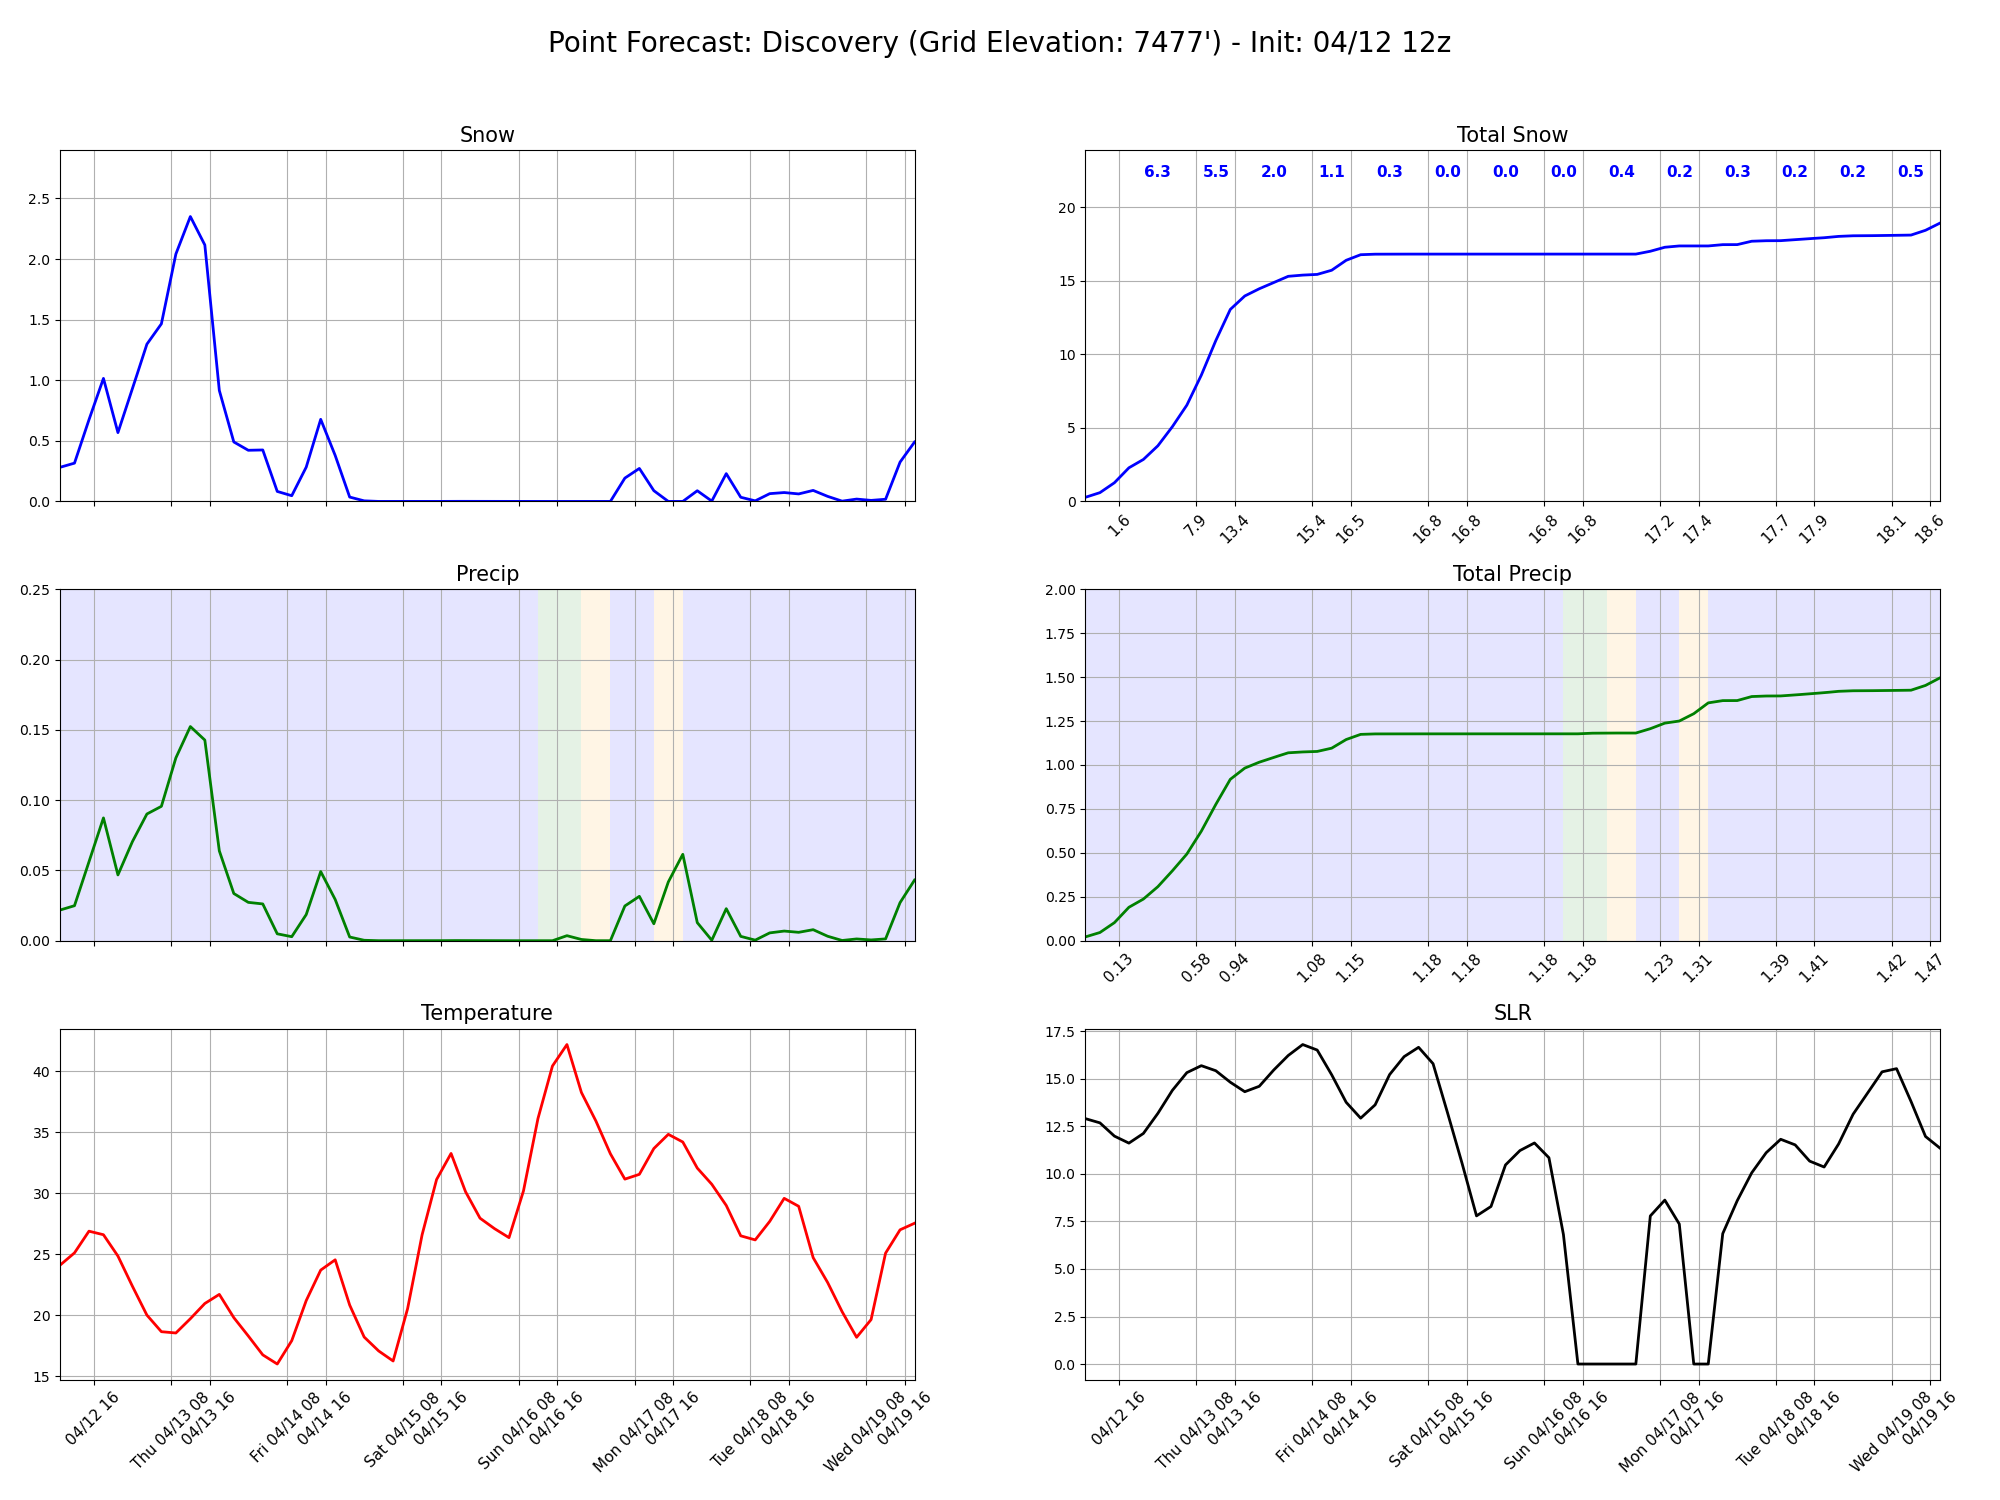 Point Forecast: Discovery (Grid Elevation: 7477') - Init: 04/12 12z
Snow
2.5
2.0
1.5
1.0
0.5
0.0
Total Snow
6.3 5.5 2.0 1.1 0.3 0.0 0.0 0.0 0.4 0.2 0.3 0.2 0.2 0.5
20
15
10
5
0
1.6 7.9 13.4 15.4 16.5 16.8 16.8 16.8 16.8 17.2 17.4 17.7 17.9 18.1 18.6
Precip
0.25
0.20
0.15
0.10
0.05
0.00
Total Precip
2.00
1.75
1.50
1.25
1.00
0.75
0.50
0.25
0.00
0.13 0.58 0.94 1.08 1.15 1.18 1.18 1.18 1.18 1.23 1.31 1.39 1.41 1.42 1.47
Temperature
40
35
30
25
20
15
04/12 16
Thu 04/13 08
04/13 16
Fri 04/14 08
04/14 16
Sat 04/15 08
04/15 16
Sun 04/16 08
04/16 16
Mon 04/17 08
04/17 16
Tue 04/18 08
04/18 16
Wed 04/19 08
04/19 16
SLR
17.5
15.0
12.5
10.0
7.5
5.0
2.5
0.0
04/12 16
Thu 04/13 08
04/13 16
Fri 04/14 08
04/14 16
Sat 04/15 08
04/15 16
Sun 04/16 08
04/16 16
Mon 04/17 08
04/17 16
Tue 04/18 08
04/18 16
Wed 04/19 08
04/19 16